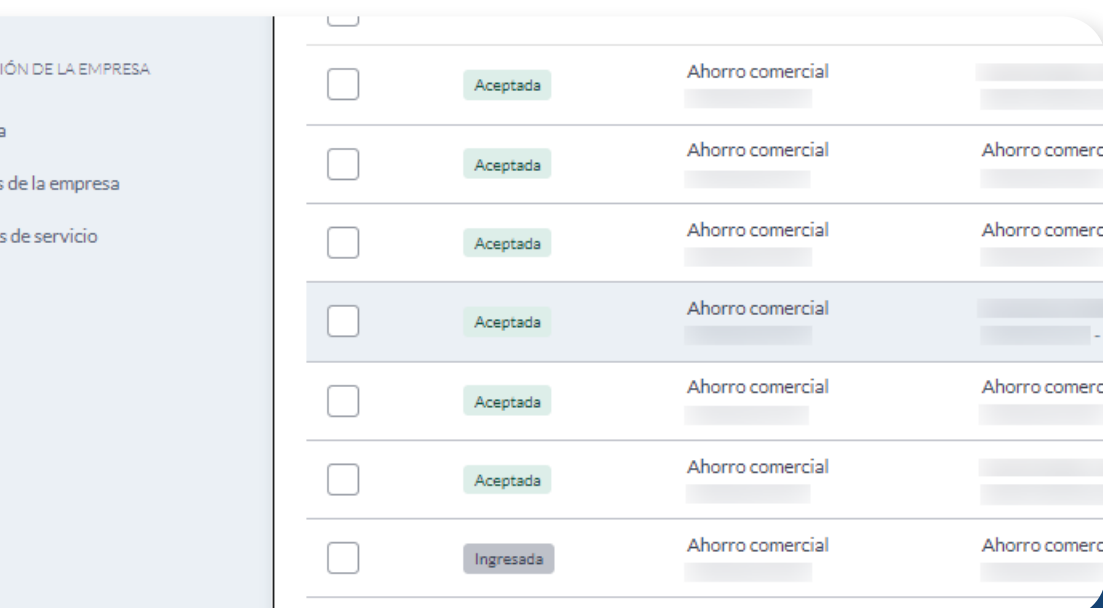 IÓN DE LA EMPRESA
a
s de la empresa
s de servicio
Aceptada Ahorro comercial
Aceptada Ahorro comercial Ahorro comerc
Aceptada Ahorro comercial Ahorro comerc
Aceptada Ahorro comercial -
Aceptada Ahorro comercial Ahorro comerc
Aceptada Ahorro comercial
Ingresada Ahorro comercial Ahorro comerc